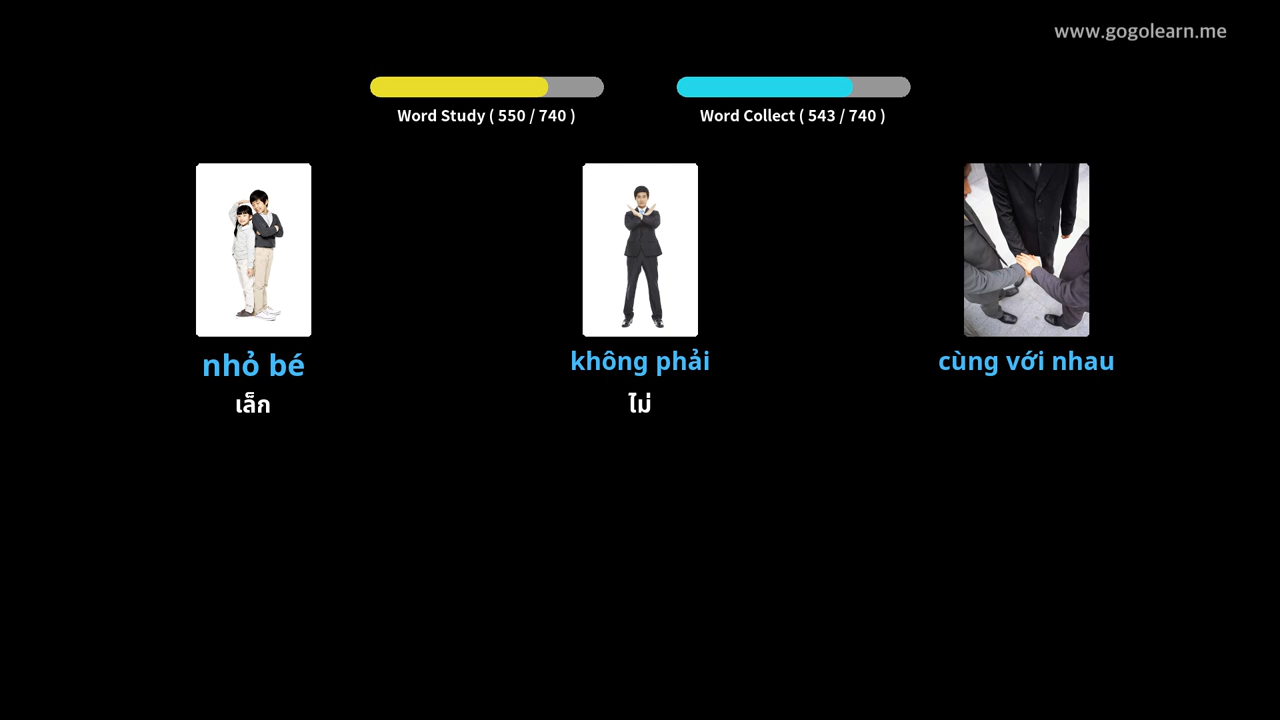 www.gogolearn.me
Word Study ( 550 / 740 )
Word Collect ( 543 / 740 )
nhỏ bé
không phải
cùng với nhau
เล็ก
ไม่